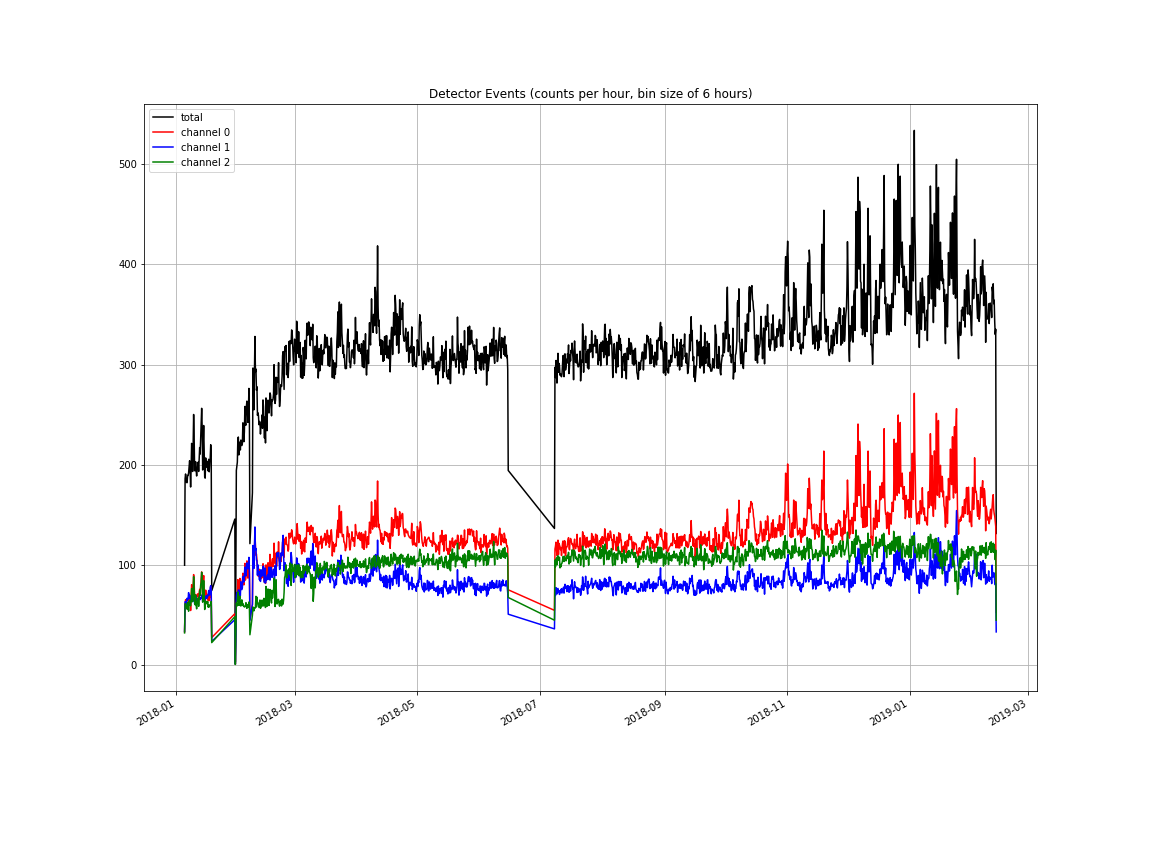 Detector Events (counts per hour, bin size of 6 hours)
total
channel 0
channel 1
channel 2
500
400
300
200
100
0
2018-01
2018-03
2018-05
2018-07
2018-09
2018-11
2019-01
2019-03